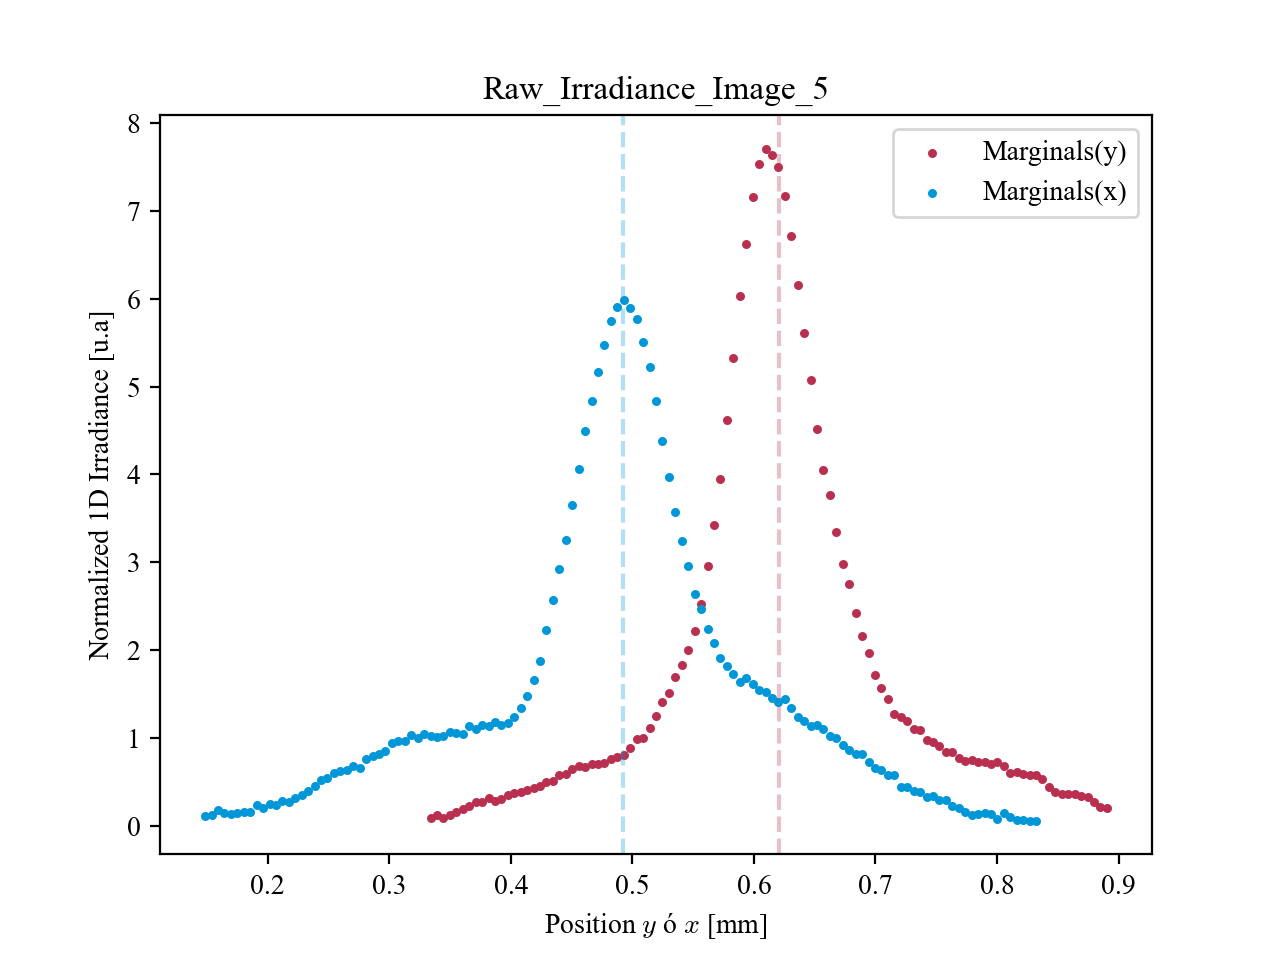 Raw_Irradiance_Image_5
Marginals(y)
Marginals(x)
Normalized 1D Irradiance [u.a]
8
7
6
5
4
3
2
1
0
0.2 0.3 0.4 0.5 0.6 0.7 0.8 0.9
Position y ó x [mm]